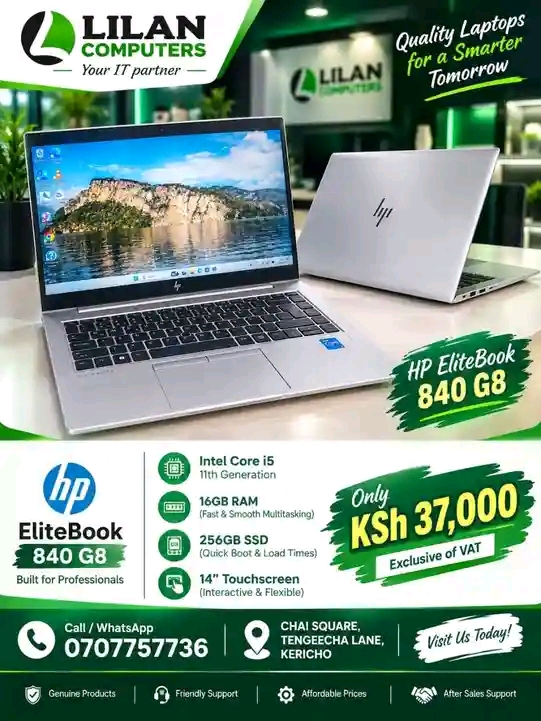 LILAN
COMPUTERS
Your IT partner
LILAN
COMPUTERS
Quality Laptops
for a Smarter
Tomorrow
hp
hp
HP EliteBook
840 G8
hp
EliteBook
840 G8
Built for Professionals
Intel Core i5
11th Generation
16GB RAM
(Fast & Smooth Multitasking)
256GB SSD
(Quick Boot & Load Times)
14" Touchscreen
(Interactive & Flexible)
Only
KSh 37,000
Exclusive of VAT
Call / WhatsApp
0707757736
CHAI SQUARE,
TENGEECHA LANE,
KERICHO
Visit Us Today!
Genuine Products
Friendly Support
Affordable Prices
After Sales Support